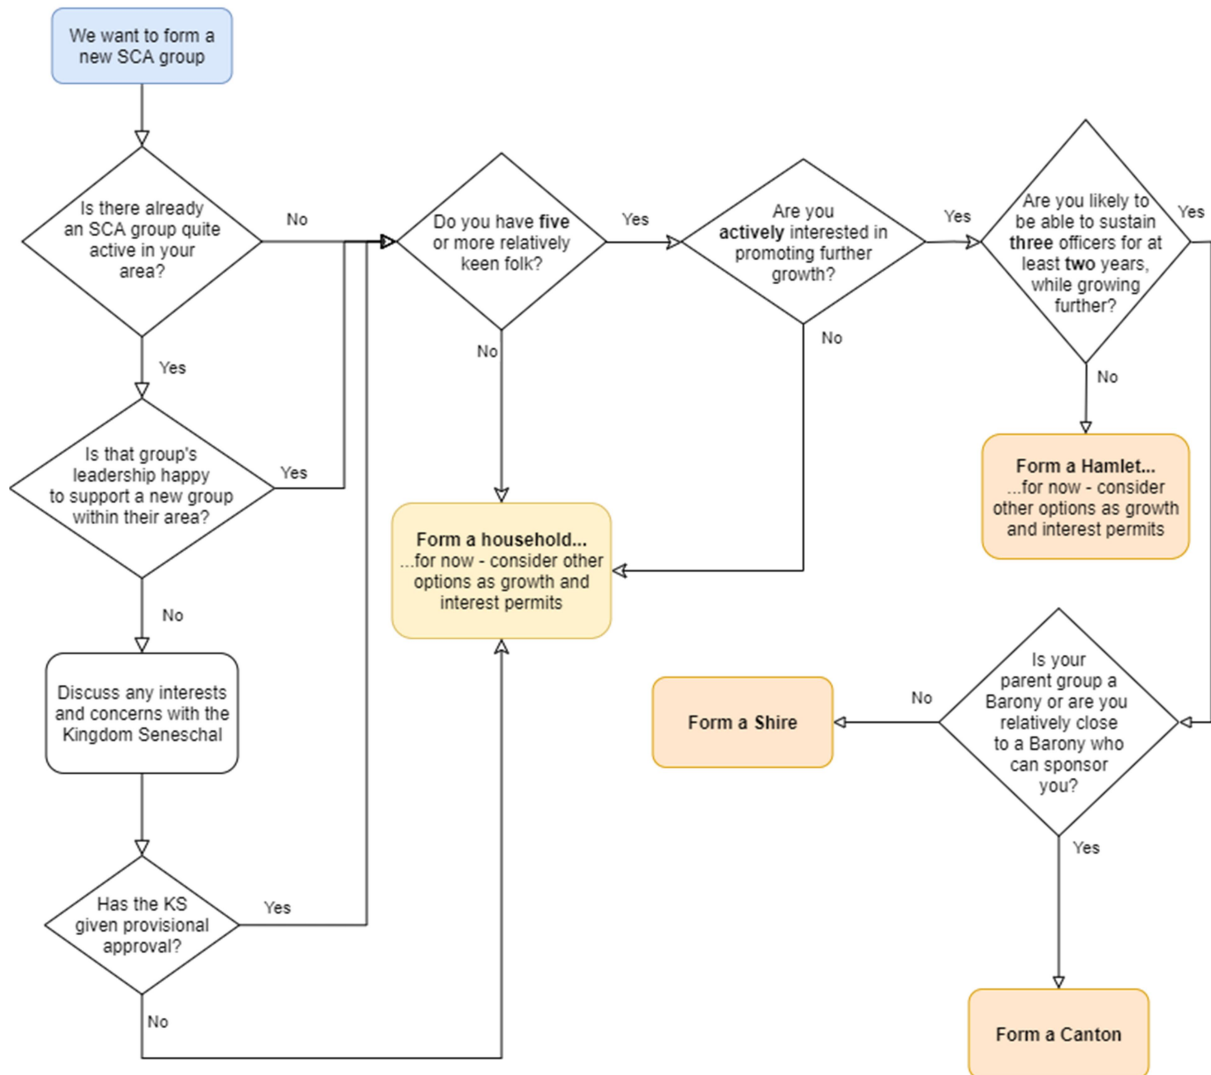 We want to form a
new SCA group
Is there already
an SCA group quite
active in your
area?
No
Yes
Is that group's
leadership happy
to support a new group
within their area?
Yes
No
Discuss any interests
and concerns with the
Kingdom Seneschal
Has the KS
given provisional
approval?
Yes
No
Do you have five
or more relatively
keen folk?
Yes
No
Form a household...
...for now - consider other
options as growth and
interest permits
Are you
actively interested in
promoting further
growth?
Yes
No
Are you likely to
be able to sustain
three officers for at
least two years,
while growing
further?
Yes
No
Form a Hamlet...
...for now - consider
other options as growth
and interest permits
Is your
parent group a
Barony or are you
relatively close
to a Barony who
can sponsor
you?
No
Yes
Form a Shire
Form a Canton